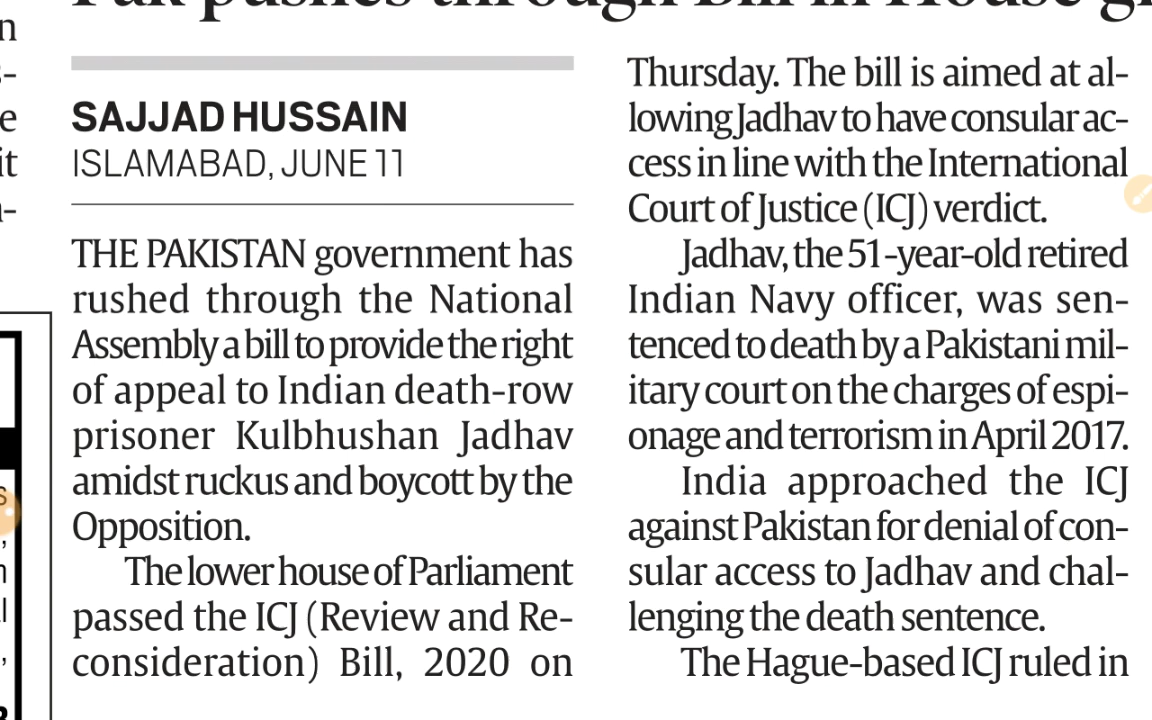 Pak pushes through Bill in House
SAJJAD HUSSAIN
ISLAMABAD, JUNE 11
THE PAKISTAN government has
rushed through the National
Assembly a bill to provide the right
of appeal to Indian death-row
prisoner Kulbhushan Jadhav
amidst ruckus and boycott by the
Opposition.
The lower house of Parliament
passed the ICJ (Review and Re-
consideration) Bill, 2020 on
Thursday. The bill is aimed at al-
lowing Jadhav to have consular ac-
cess in line with the International
Court of Justice (ICJ) verdict.
Jadhav, the 51-year-old retired
Indian Navy officer, was sen-
tenced to death by a Pakistani mil-
itary court on the charges of espi-
onage and terrorism in April 2017.
India approached the ICJ
against Pakistan for denial of con-
sular access to Jadhav and chal-
lenging the death sentence.
The Hague-based ICJ ruled in